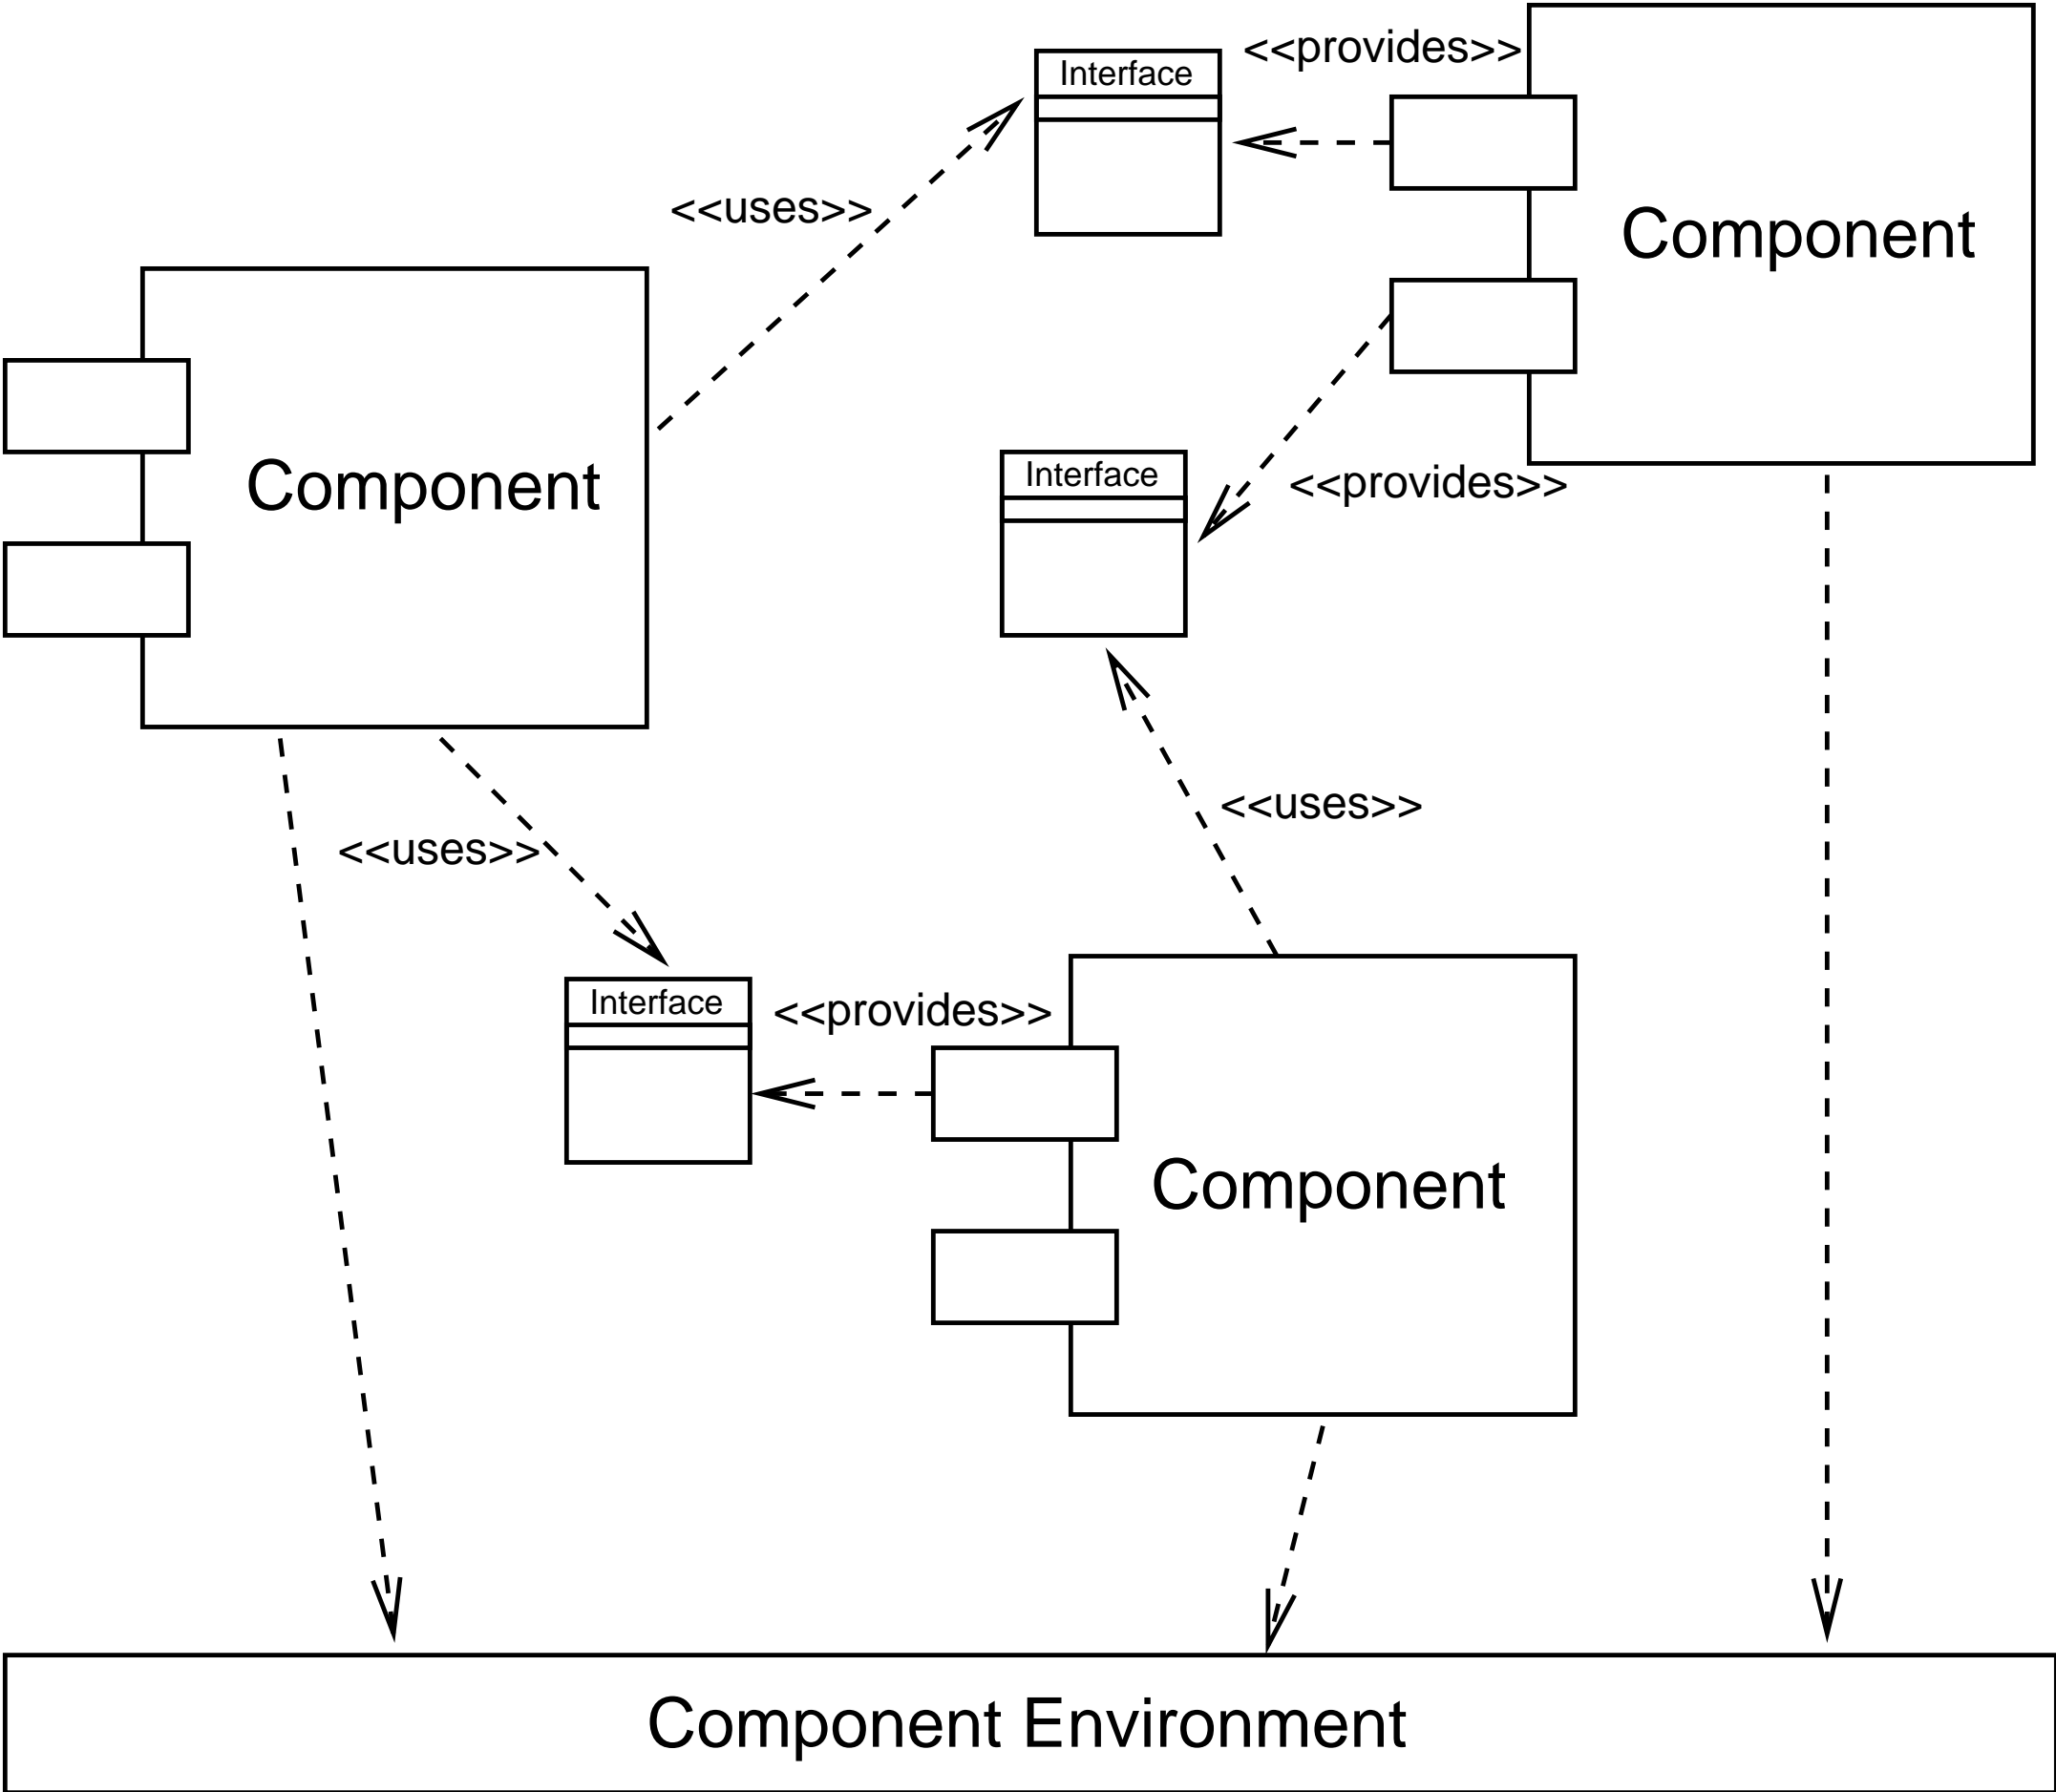 <<provides>>
Interface
<<uses>>
Component
Component
Interface
<<provides>>
<<uses>>
<<uses>>
Interface
<<provides>>
Component
Component Environment